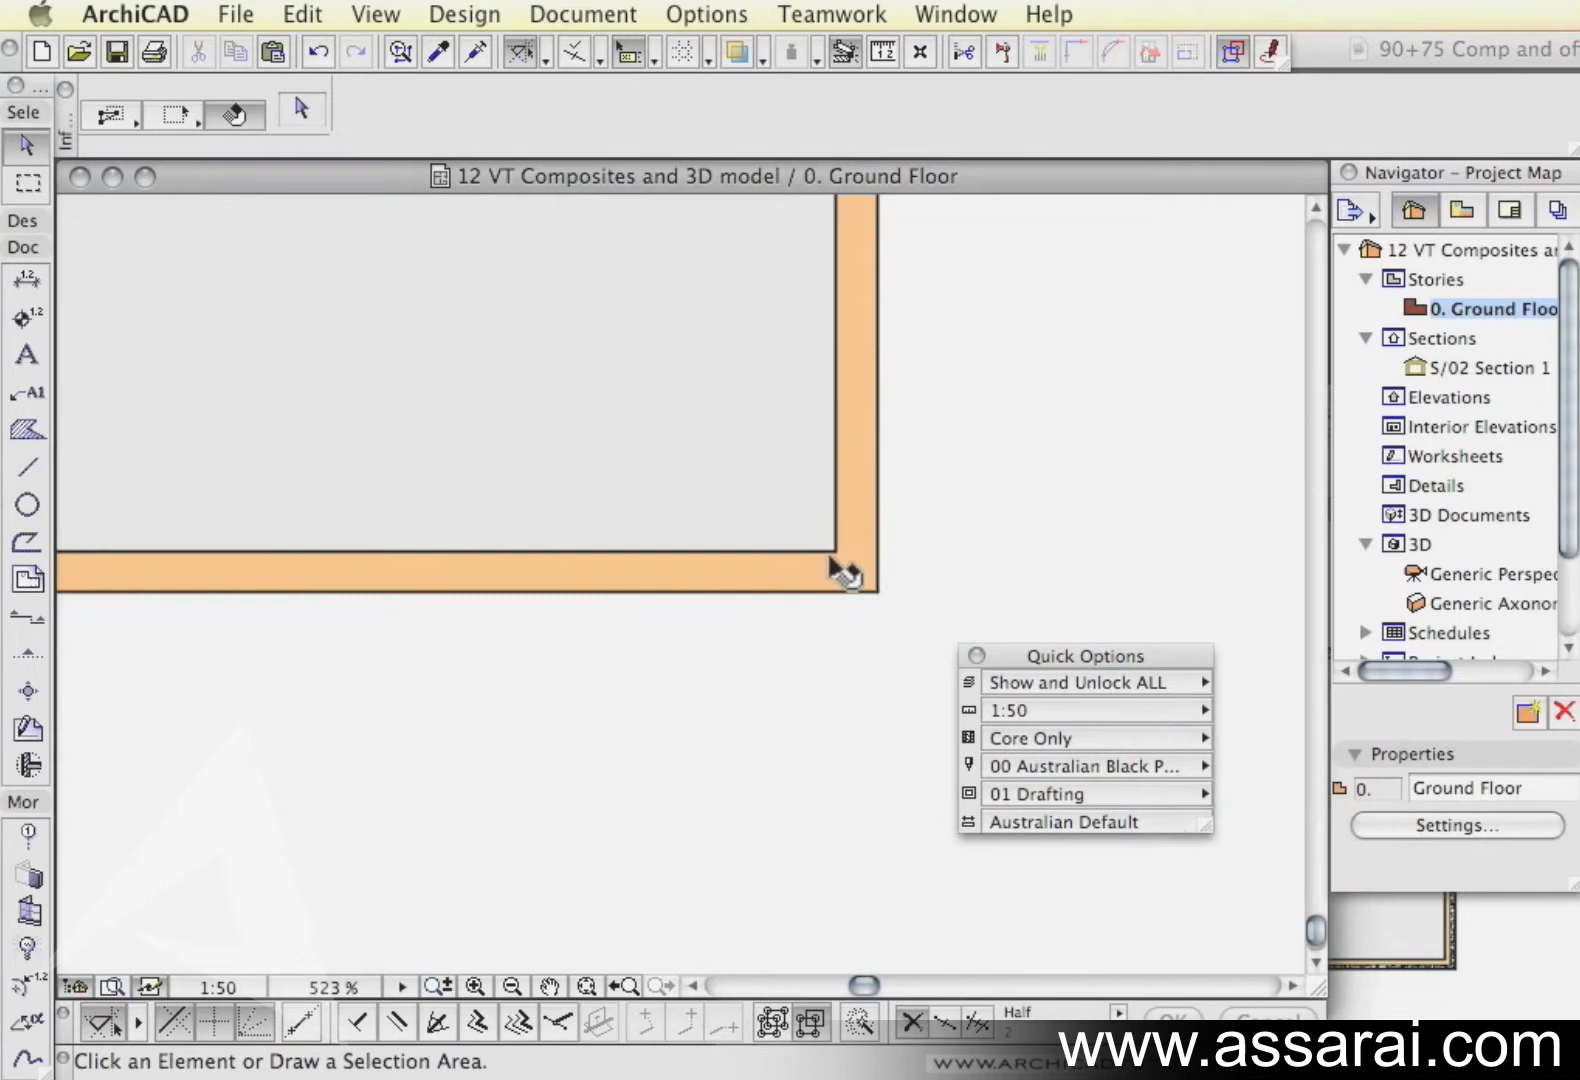 ArchiCAD File Edit View Design Document Options Teamwork Window Help
90+75 Comp and of
Sele
Inf...
12 VT Composites and 3D model / 0. Ground Floor
Navigator – Project Map
Des
Doc
12 VT Composites ar
Stories
0. Ground Floo
Sections
S/02 Section 1
Elevations
Interior Elevations
Worksheets
Details
3D Documents
3D
Generic Perspec
Generic Axonor
Schedules
Quick Options
Show and Unlock ALL
1:50
Core Only
00 Australian Black P...
01 Drafting
Australian Default
Properties
0. Ground Floor
Settings...
Mor
1:50 523 %
Half
2
Click an Element or Draw a Selection Area.
www.assarai.com